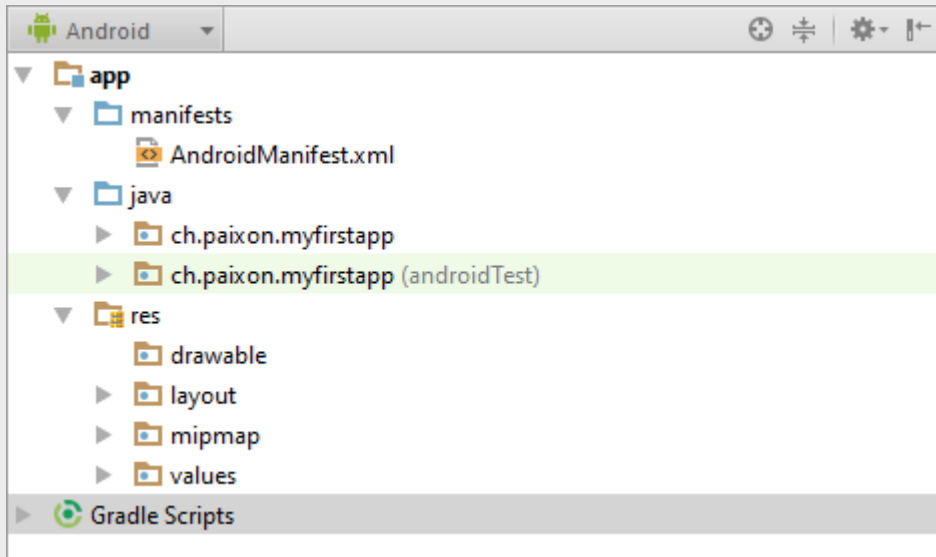 Android
app
manifests
AndroidManifest.xml
java
ch.paixon.myfirstapp
ch.paixon.myfirstapp (androidTest)
res
drawable
layout
mipmap
values
Gradle Scripts